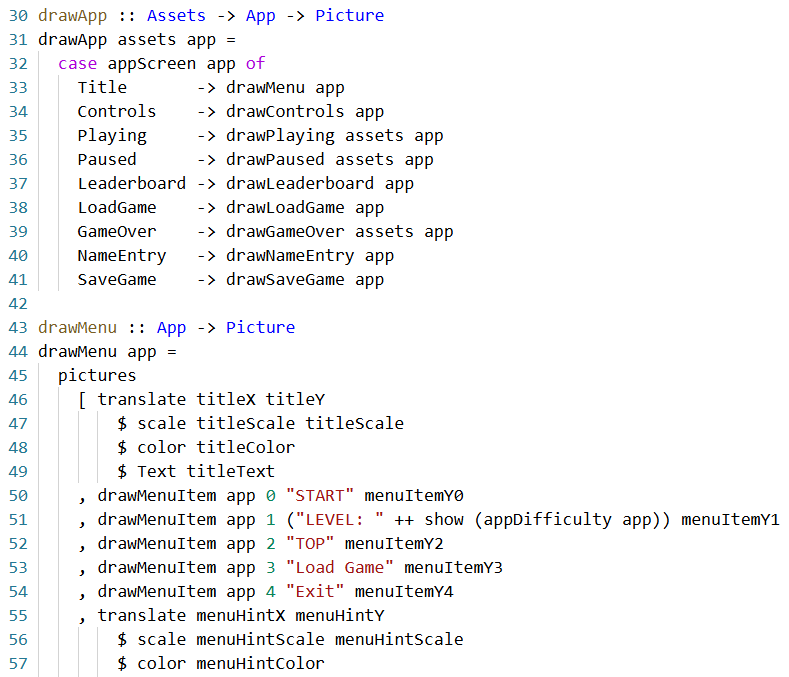 30 drawApp :: Assets -> App -> Picture
31 drawApp assets app =
32   case appScreen app of
33     Title       -> drawMenu app
34     Controls    -> drawControls app
35     Playing     -> drawPlaying assets app
36     Paused      -> drawPaused assets app
37     Leaderboard -> drawLeaderboard app
38     LoadGame    -> drawLoadGame app
39     GameOver    -> drawGameOver assets app
40     NameEntry   -> drawNameEntry app
41     SaveGame    -> drawSaveGame app
42
43 drawMenu :: App -> Picture
44 drawMenu app =
45   pictures
46     [ translate titleX titleY
47         $ scale titleScale titleScale
48         $ color titleColor
49         $ Text titleText
50     , drawMenuItem app 0 "START" menuItemY0
51     , drawMenuItem app 1 ("LEVEL: " ++ show (appDifficulty app)) menuItemY1
52     , drawMenuItem app 2 "TOP" menuItemY2
53     , drawMenuItem app 3 "Load Game" menuItemY3
54     , drawMenuItem app 4 "Exit" menuItemY4
55     , translate menuHintX menuHintY
56         $ scale menuHintScale menuHintScale
57         $ color menuHintColor